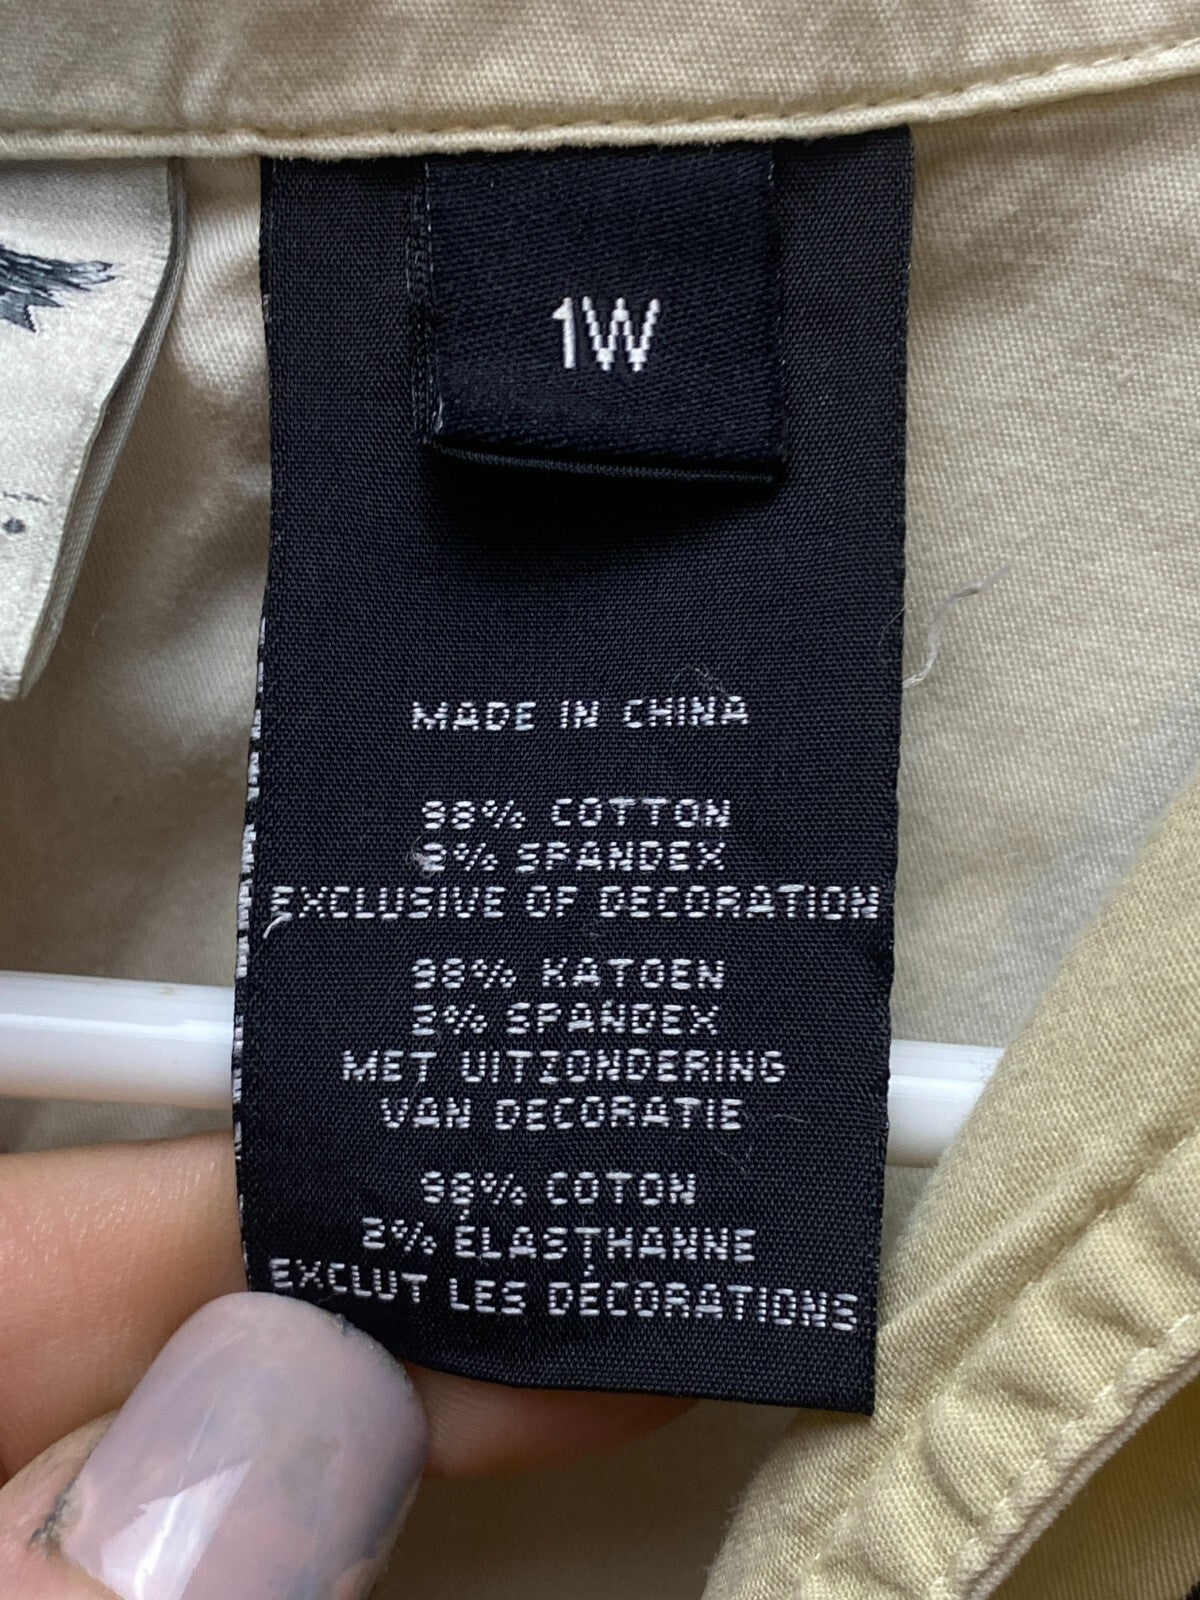 1W
MADE IN CHINA
98% COTTON
2% SPANDEX
EXCLUSIVE OF DECORATION
98% KATOEN
2% SPANDEX
MET UITZONDERING
VAN DECORATIE
98% COTON
2% ÉLASTHANNE
EXCLUT LES DÉCORATIONS